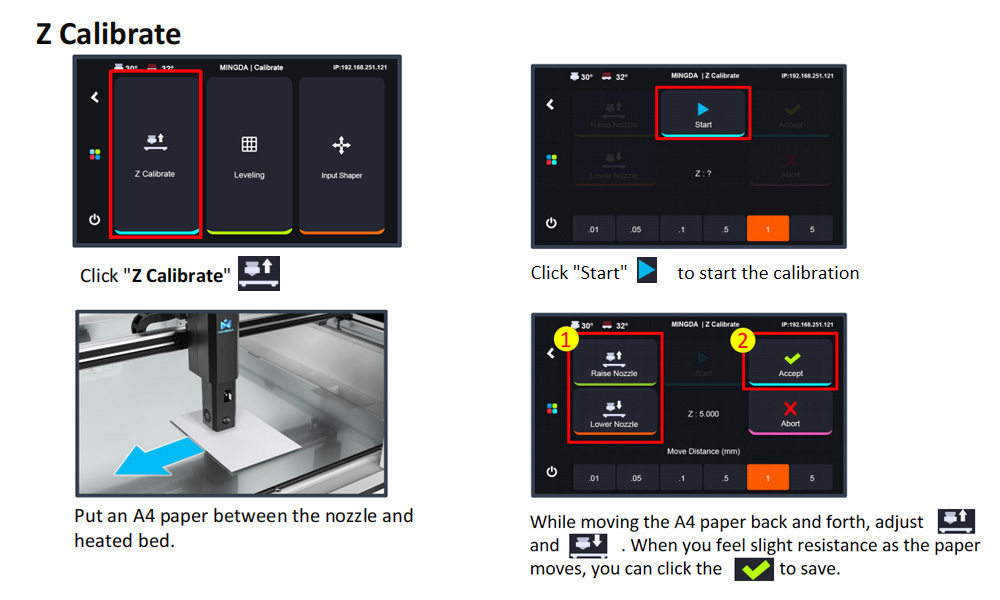 Z Calibrate
30° 32° MINGDA | Calibrate IP:192.168.251.121
Z Calibrate
Leveling
Input Shaper
Click "Z Calibrate"
30° 32° MINGDA | Z Calibrate IP:192.168.251.121
Raise Nozzle
Start
Accept
Lower Nozzle
Z : ?
Abort
.01 .05 .1 .5 1 5
Click "Start" to start the calibration
Put an A4 paper between the nozzle and
heated bed.
30° 32° MINGDA | Z Calibrate IP:192.168.251.121
1
2
Raise Nozzle
Start
Accept
Lower Nozzle
Z : 5.000
Abort
Move Distance (mm)
.01 .05 .1 .5 1 5
While moving the A4 paper back and forth, adjust
and . When you feel slight resistance as the paper
moves, you can click the to save.